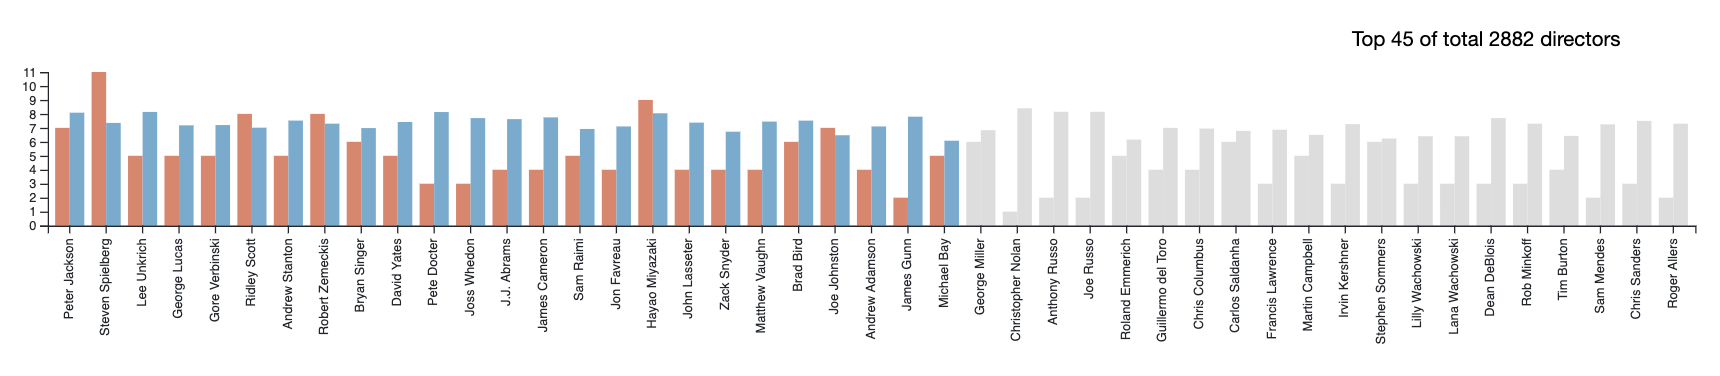 Top 45 of total 2882 directors
11
10
9
8
7
6
5
4
3
2
1
0
Peter Jackson
Steven Spielberg
Lee Unkrich
George Lucas
Gore Verbinski
Ridley Scott
Andrew Stanton
Robert Zemeckis
Bryan Singer
David Yates
Pete Docter
Joss Whedon
J.J. Abrams
James Cameron
Sam Raimi
Jon Favreau
Hayao Miyazaki
John Lasseter
Zack Snyder
Matthew Vaughn
Brad Bird
Joe Johnston
Andrew Adamson
James Gunn
Michael Bay
George Miller
Christopher Nolan
Anthony Russo
Joe Russo
Roland Emmerich
Guillermo del Toro
Chris Columbus
Carlos Saldanha
Francis Lawrence
Martin Campbell
Irvin Kershner
Stephen Sommers
Lilly Wachowski
Lana Wachowski
Dean DeBlois
Rob Minkoff
Tim Burton
Sam Mendes
Chris Sanders
Roger Allers